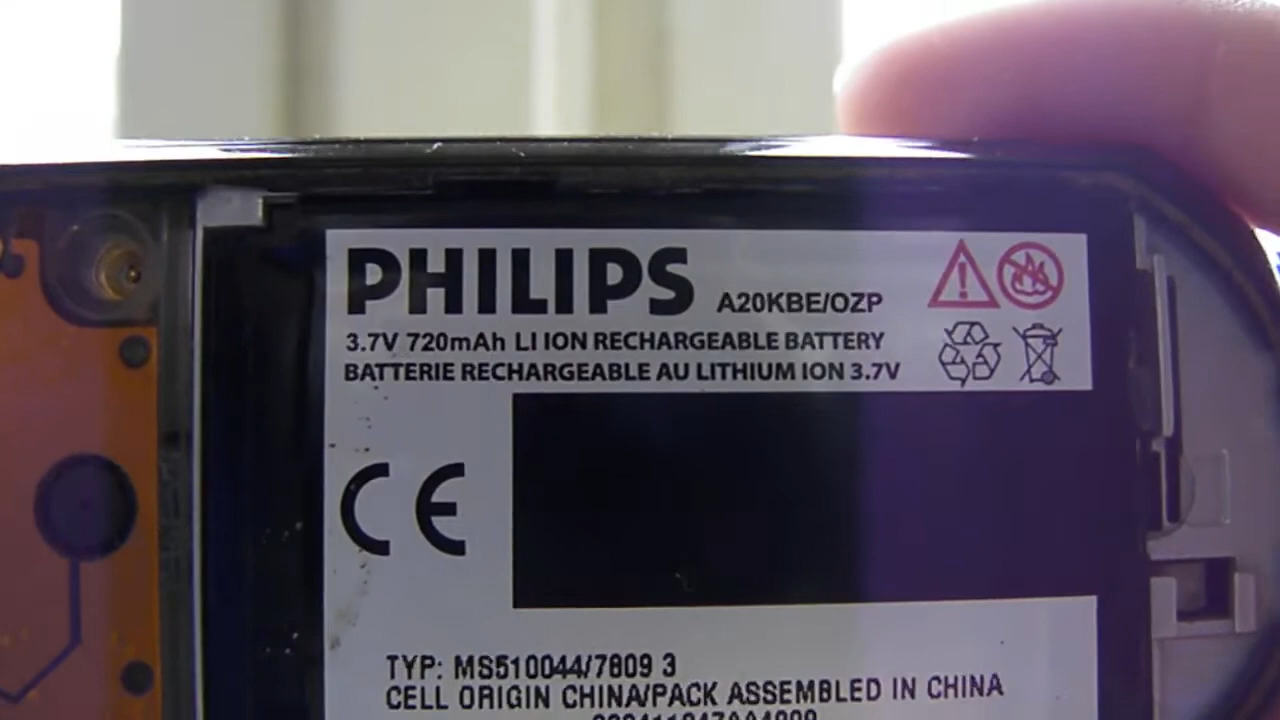 PHILIPS A20KBE/OZP
3.7V 720mAh LI ION RECHARGEABLE BATTERY
BATTERIE RECHARGEABLE AU LITHIUM ION 3.7V
CE
TYP: MS510044/7809 3
CELL ORIGIN CHINA/PACK ASSEMBLED IN CHINA